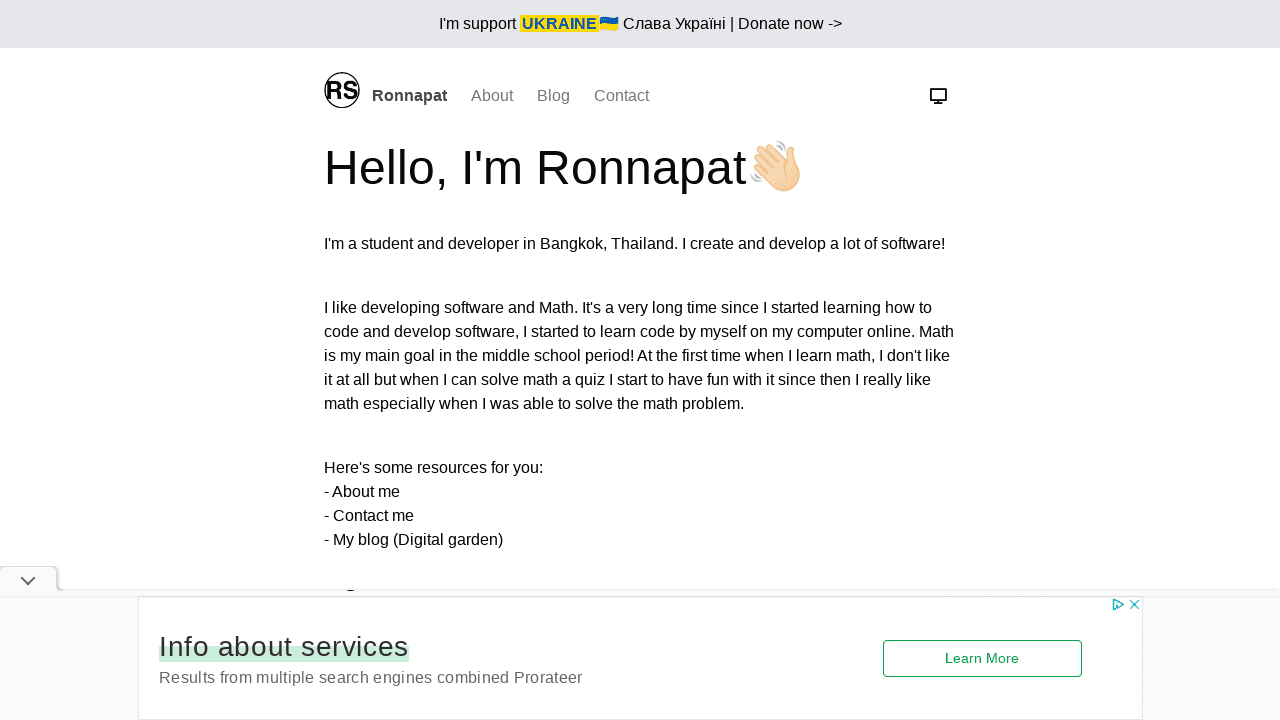 I'm support UKRAINE🇺🇦 Слава Україні | Donate now ->
RS
Ronnapat About Blog Contact
Hello, I'm Ronnapat👋🏻
I'm a student and developer in Bangkok, Thailand. I create and develop a lot of software!
I like developing software and Math. It's a very long time since I started learning how to
code and develop software, I started to learn code by myself on my computer online. Math
is my main goal in the middle school period! At the first time when I learn math, I don't like
it at all but when I can solve math a quiz I start to have fun with it since then I really like
math especially when I was able to solve the math problem.
Here's some resources for you:
- About me
- Contact me
- My blog (Digital garden)
Info about services
Results from multiple search engines combined Prorateer
Learn More